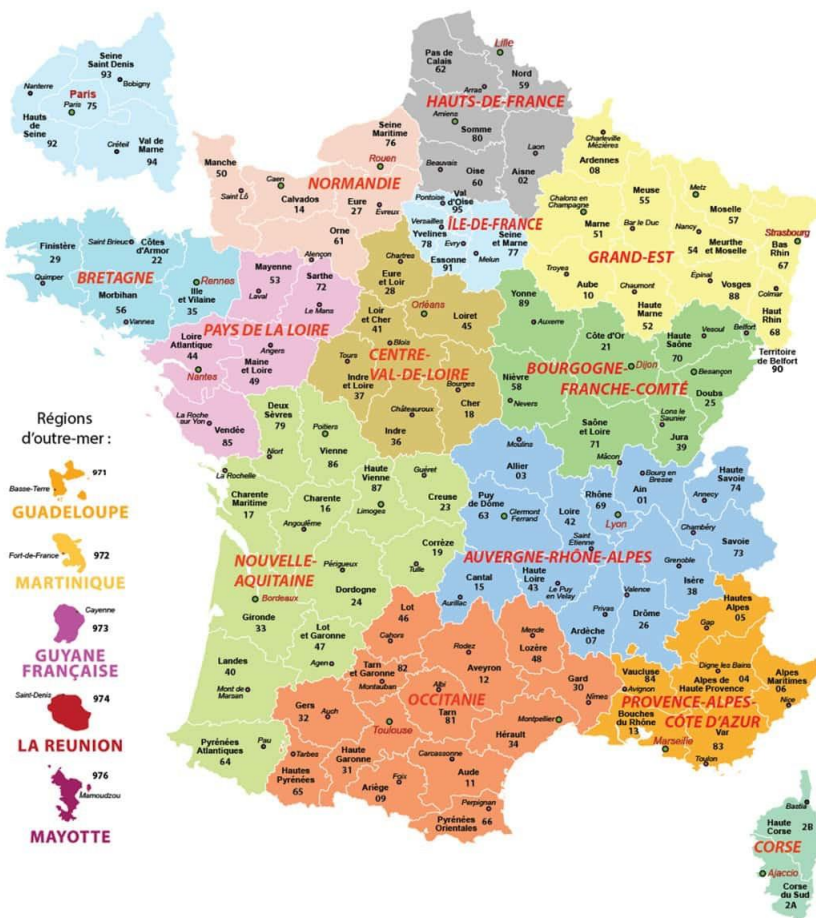 Seine
Saint Denis
93
Bobigny
Nanterre
Paris
Paris
75
Hauts
de
Seine
92
Créteil
Val de
Marne
94
Lille
Pas de
Calais
62
Nord
59
Arras
HAUTS-DE-FRANCE
Amiens
Somme
80
Laon
Beauvais
Oise
60
Aisne
02
Seine
Maritime
76
Rouen
Manche
50
Caen
Saint Lô
NORMANDIE
Calvados
14
Eure
27
Evreux
Orne
61
Alençon
Pontoise
Val
d'Oise
95
ÎLE-DE-FRANCE
Versailles
Yvelines
78
Evry
Seine et
Marne
77
Essonne
91
Melun
Charleville
Mézières
Ardennes
08
Meuse
55
Metz
Moselle
57
Chalons en
Champagne
Marne
51
Bar le Duc
Nancy
54
Meurthe
et Moselle
Strasbourg
Bas
Rhin
67
GRAND-EST
Troyes
Aube
10
Chaumont
Haute
Marne
52
Epinal
Vosges
88
Colmar
Haut
Rhin
68
Finistère
29
Saint Brieuc
Côtes
d'Armor
22
Quimper
BRETAGNE
Rennes
Morbihan
56
Ille
et Vilaine
35
Vannes
Mayenne
53
Laval
Sarthe
72
Le Mans
PAYS DE LA LOIRE
Loire
Atlantique
44
Angers
Maine
et Loire
49
Nantes
La Roche
sur Yon
Vendée
85
Chartres
Eure et
Loir
28
Orléans
Loir
et Cher
41
Loiret
45
Blois
Tours
CENTRE-
VAL-DE-LOIRE
Indre
et Loire
37
Bourges
Cher
18
Châteauroux
Indre
36
Yonne
89
Auxerre
Côte d'Or
21
Haute
Saône
70
Vesoul
Belfort
Territoire
de Belfort
90
Dijon
Besançon
BOURGOGNE-
FRANCHE-COMTÉ
Nièvre
58
Nevers
Doubs
25
Lons le
Saunier
Saône
et Loire
71
Jura
39
Mâcon
Deux
Sèvres
79
Poitiers
Niort
Vienne
86
La Rochelle
Haute
Vienne
87
Guéret
Creuse
23
Charente
Maritime
17
Charente
16
Limoges
Angoulême
Corrèze
19
Tulle
NOUVELLE-
AQUITAINE
Périgueux
Dordogne
24
Bordeaux
Gironde
33
Lot
et Garonne
47
Agen
Landes
40
Mont de
Marsan
Pyrénées
Atlantiques
64
Pau
Moulins
Allier
03
Puy
de Dôme
63
Clermont
Ferrand
Loire
42
Rhône
69
Lyon
Ain
01
Bourg en
Bresse
Haute
Savoie
74
Annecy
Chambéry
Savoie
73
Saint
Étienne
AUVERGNE-RHÔNE-ALPES
Grenoble
Isère
38
Cantal
15
Aurillac
Haute
Loire
43
Le Puy
en Velay
Valence
Privas
Ardèche
07
Drôme
26
Lot
46
Cahors
Rodez
Mende
Lozère
48
Aveyron
12
Tarn
et Garonne
82
Montauban
Albi
OCCITANIE
Tarn
81
Gard
30
Nîmes
Gers
32
Auch
Toulouse
Montpellier
Hérault
34
Tarbes
Hautes
Pyrénées
65
Haute
Garonne
31
Carcassonne
Foix
Ariège
09
Aude
11
Perpignan
Pyrénées
Orientales
66
Hautes
Alpes
05
Gap
Vaucluse
84
Avignon
Digne les Bains
Alpes de
Haute Provence
04
Alpes
Maritimes
06
Nice
PROVENCE-ALPES-
CÔTE D'AZUR
Bouches
du Rhône
13
Marseille
Var
83
Toulon
Bastia
Haute
Corse
2B
CORSE
Ajaccio
Corse
du Sud
2A
Régions
d'outre-mer :
971
Basse-Terre
GUADELOUPE
Fort-de-France
972
MARTINIQUE
Cayenne
973
GUYANE
FRANÇAISE
Saint-Denis
974
LA REUNION
976
Mamoudzou
MAYOTTE